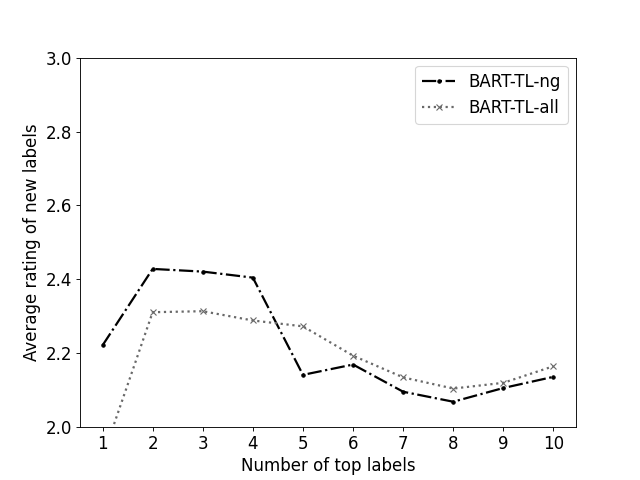 BART-TL-ng
BART-TL-all
Average rating of new labels
3.0
2.8
2.6
2.4
2.2
2.0
1 2 3 4 5 6 7 8 9 10
Number of top labels